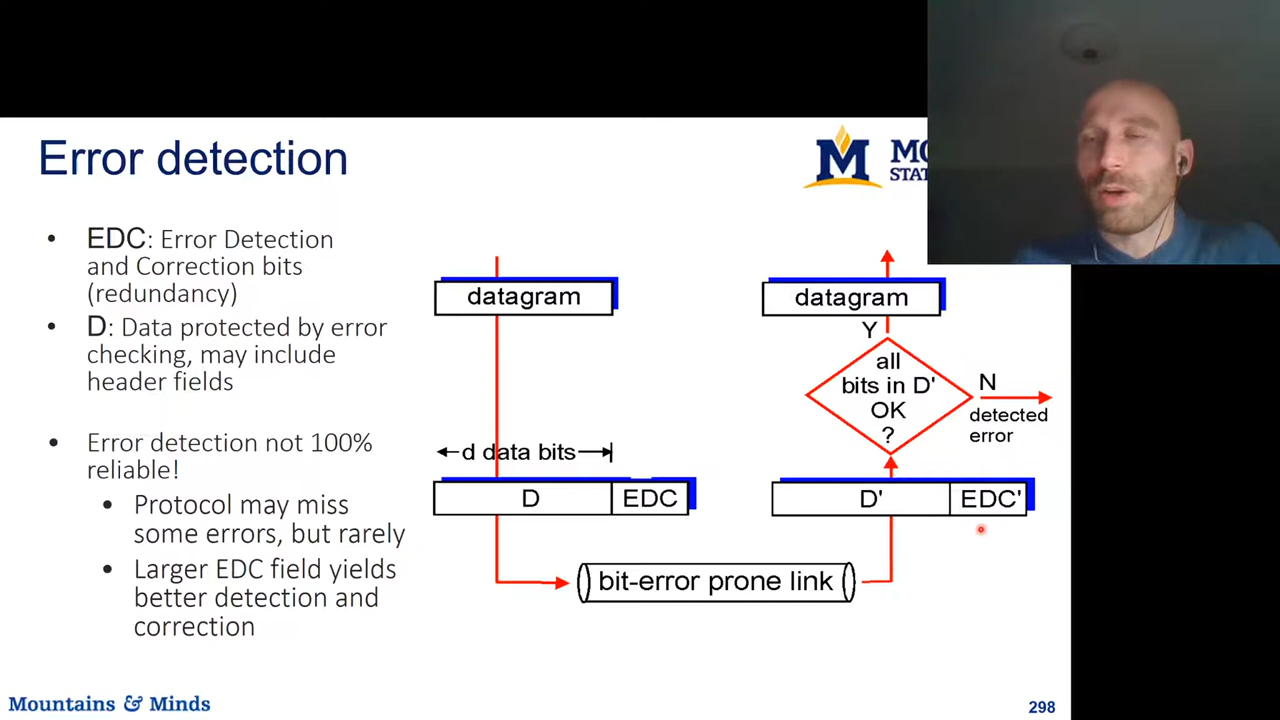 Error detection
M
STAT
• EDC: Error Detection
and Correction bits
(redundancy)
• D: Data protected by error
checking, may include
header fields
• Error detection not 100%
reliable!
• Protocol may miss
some errors, but rarely
• Larger EDC field yields
better detection and
correction
datagram
d data bits
D EDC
bit-error prone link
datagram
Y
all
bits in D'
OK
?
N
detected
error
D' EDC'
Mountains & Minds
298